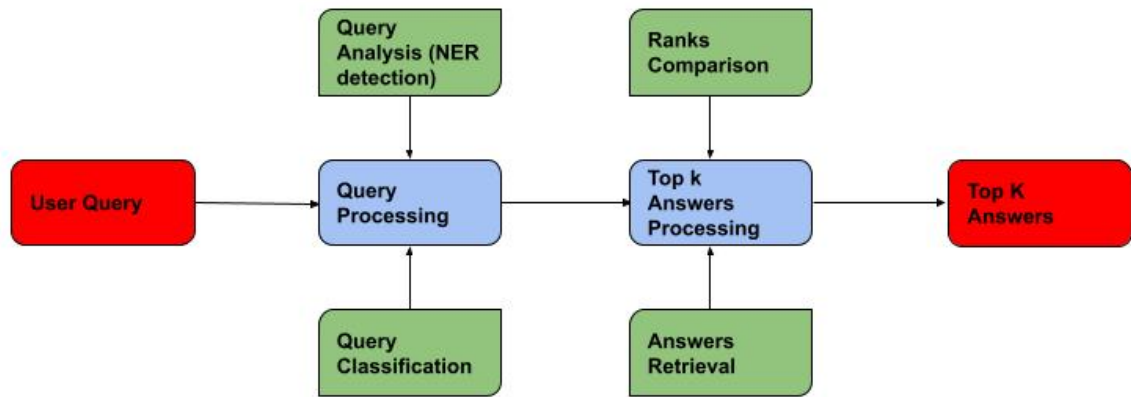 Query
Analysis (NER
detection)
Ranks
Comparison
User Query
Query
Processing
Top k
Answers
Processing
Top K
Answers
Query
Classification
Answers
Retrieval